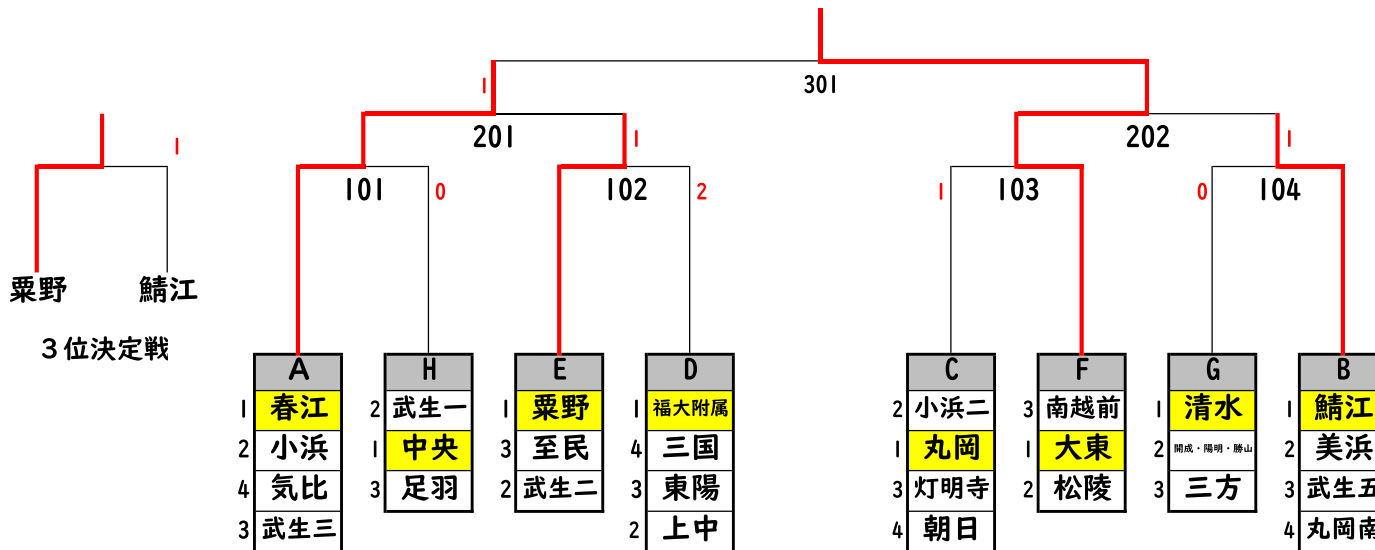 301
1
201
202
1
1
1
101
0
102
2
1
103
0
104
粟野 鯖江
3位決定戦
A H E D C F G B
1 春江 2 武生一 1 粟野 1 福大附属 2 小浜二 3 南越前 1 清水 1 鯖江
2 小浜 1 中央 3 至民 4 三国 1 丸岡 1 大東 2 開成・陽明・勝山 2 美浜
4 気比 3 足羽 2 武生二 3 東陽 3 灯明寺 2 松陵 3 三方 3 武生五
3 武生三 2 上中 4 朝日 4 丸岡南